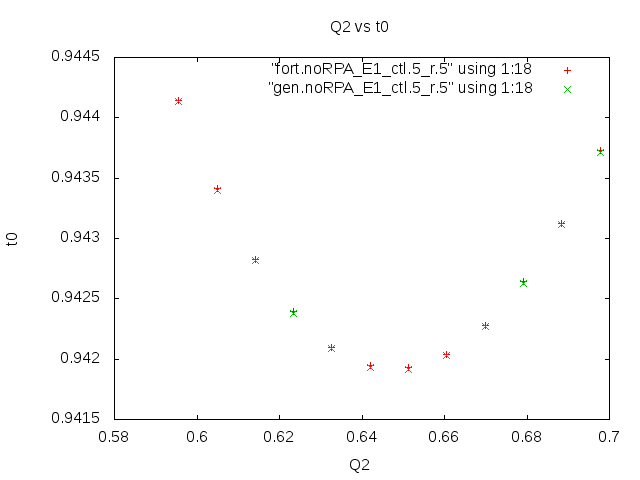 Q2 vs t0
"fort.noRPA_E1_ctl.5_r.5" using 1:18
"gen.noRPA_E1_ctl.5_r.5" using 1:18
0.9445
0.944
0.9435
0.943
0.9425
0.942
0.9415
t0
0.58 0.6 0.62 0.64 0.66 0.68 0.7
Q2